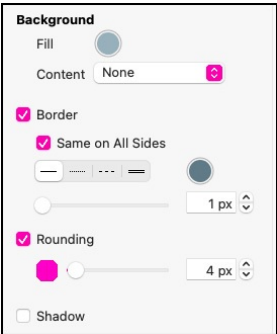 Background
Fill
Content None
Border
Same on All Sides
1 px
Rounding
4 px
Shadow